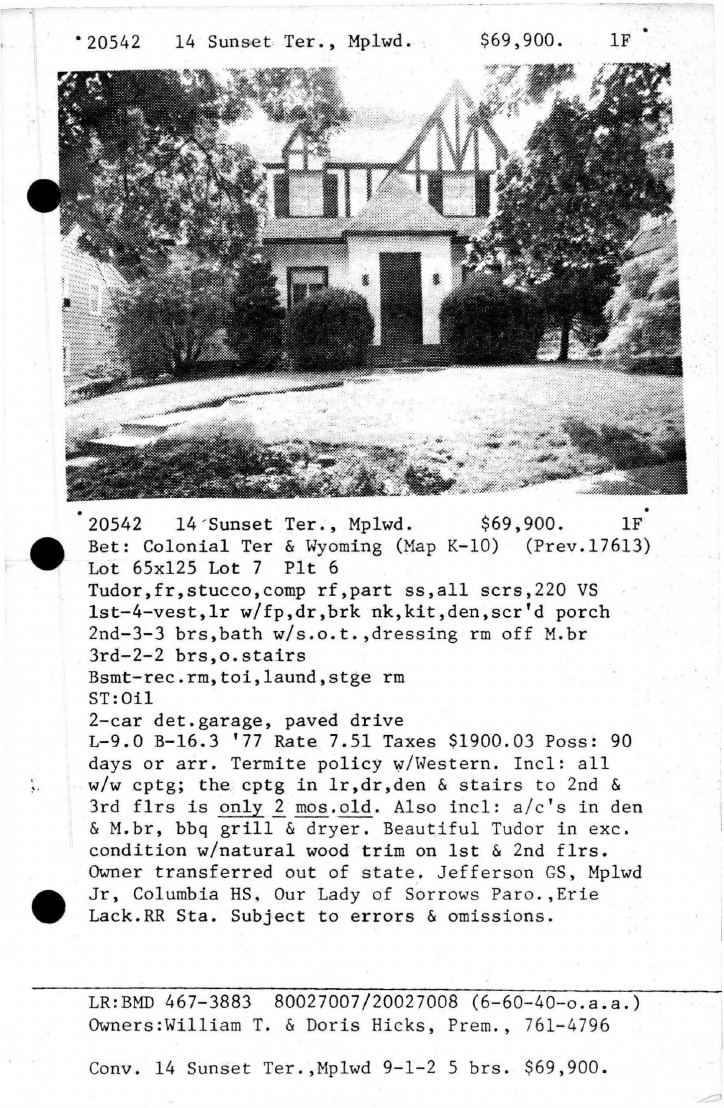 20542 14 Sunset Ter., Mplwd. $69,900. 1F
20542 14 Sunset Ter., Mplwd. $69,900. 1F
Bet: Colonial Ter & Wyoming (Map K-10) (Prev.17613)
Lot 65x125 Lot 7 Plt 6
Tudor,fr,stucco,comp rf,part ss,all scrs,220 VS
1st-4-vest,lr w/fp,dr,brk nk,kit,den,scr'd porch
2nd-3-3 brs,bath w/s.o.t.,dressing rm off M.br
3rd-2-2 brs,o.stairs
Bsmt-rec.rm,toi,laund,stge rm
ST:Oil
2-car det.garage, paved drive
L-9.0 B-16.3 '77 Rate 7.51 Taxes $1900.03 Poss: 90
days or arr. Termite policy w/Western. Incl: all
w/w cptg; the cptg in lr,dr,den & stairs to 2nd &
3rd flrs is only 2 mos.old. Also incl: a/c's in den
& M.br, bbq grill & dryer. Beautiful Tudor in exc.
condition w/natural wood trim on 1st & 2nd flrs.
Owner transferred out of state. Jefferson GS, Mplwd
Jr, Columbia HS, Our Lady of Sorrows Paro.,Erie
Lack.RR Sta. Subject to errors & omissions.
LR:BMD 467-3883 80027007/20027008 (6-60-40-o.a.a.)
Owners:William T. & Doris Hicks, Prem., 761-4796
Conv. 14 Sunset Ter.,Mplwd 9-1-2 5 brs. $69,900.